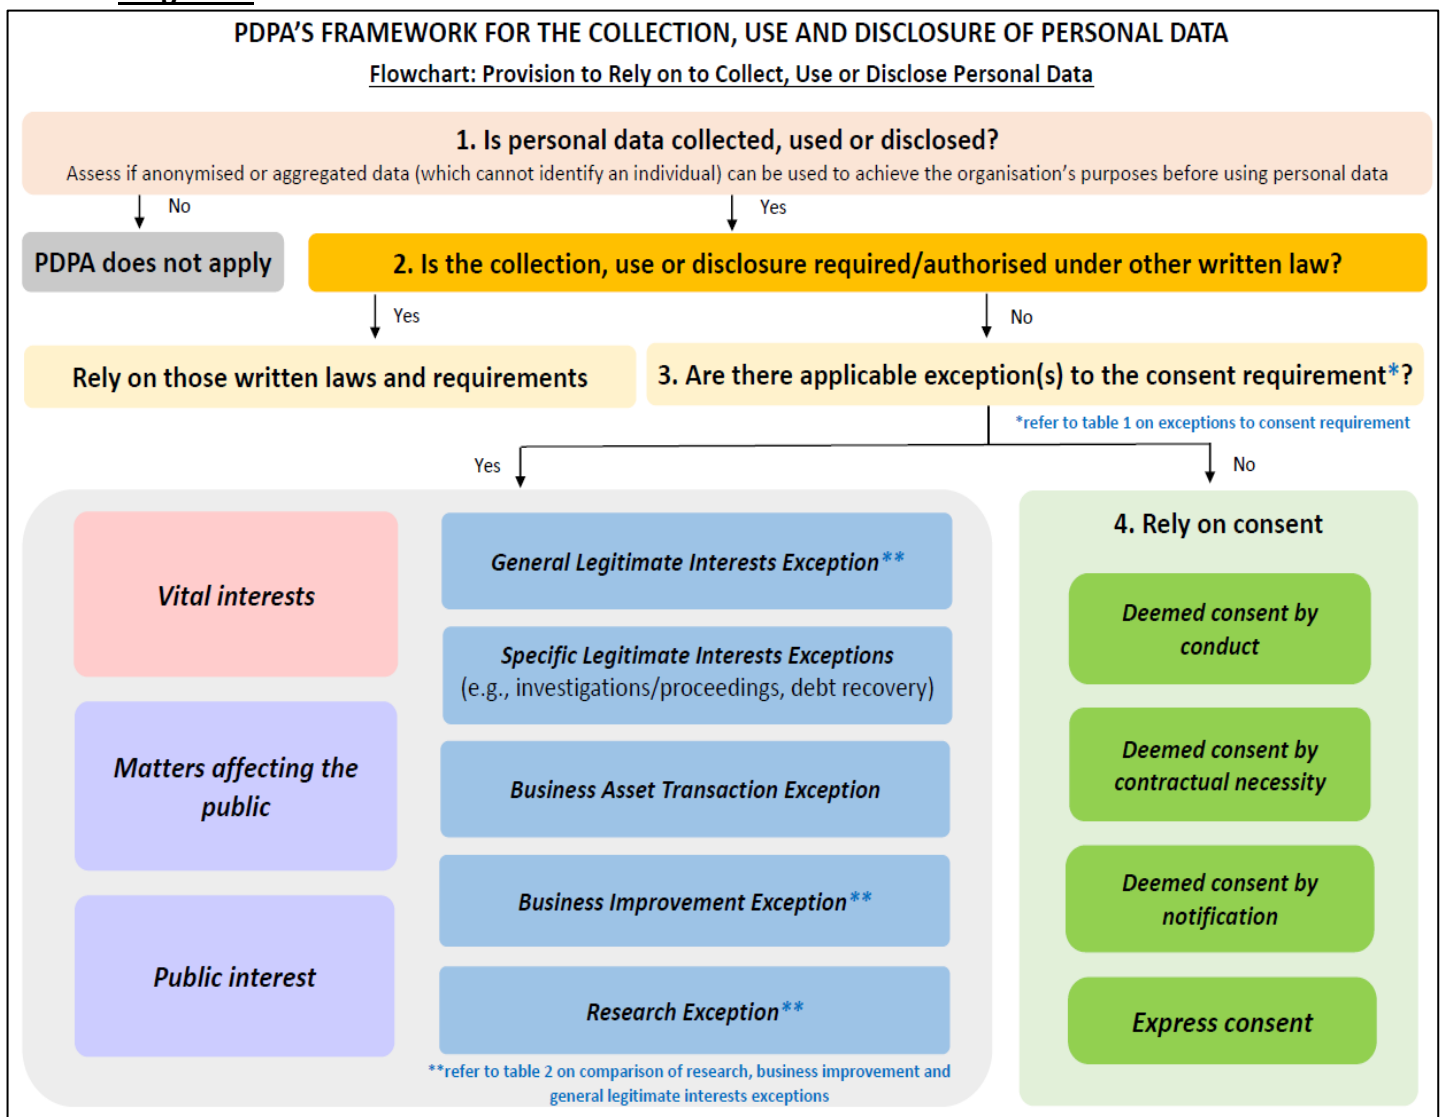 PDPA'S FRAMEWORK FOR THE COLLECTION, USE AND DISCLOSURE OF PERSONAL DATA
Flowchart: Provision to Rely on to Collect, Use or Disclose Personal Data
1. Is personal data collected, used or disclosed?
Assess if anonymised or aggregated data (which cannot identify an individual) can be used to achieve the organisation's purposes before using personal data
No
Yes
PDPA does not apply
2. Is the collection, use or disclosure required/authorised under other written law?
Yes
No
Rely on those written laws and requirements
3. Are there applicable exception(s) to the consent requirement*?
*refer to table 1 on exceptions to consent requirement
Yes
No
Vital interests
Matters affecting the
public
Public interest
General Legitimate Interests Exception**
Specific Legitimate Interests Exceptions
(e.g., investigations/proceedings, debt recovery)
Business Asset Transaction Exception
Business Improvement Exception**
Research Exception**
**refer to table 2 on comparison of research, business improvement and
general legitimate interests exceptions
4. Rely on consent
Deemed consent by
conduct
Deemed consent by
contractual necessity
Deemed consent by
notification
Express consent